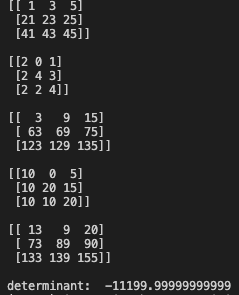 [[ 1  3  5]
 [21 23 25]
 [41 43 45]]
[[2 0 1]
 [2 4 3]
 [2 2 4]]
[[  3   9  15]
 [ 63  69  75]
 [123 129 135]]
[[10  0  5]
 [10 20 15]
 [10 10 20]]
[[ 13   9  20]
 [ 73  89  90]
 [133 139 155]]
determinant:  -11199.99999999999